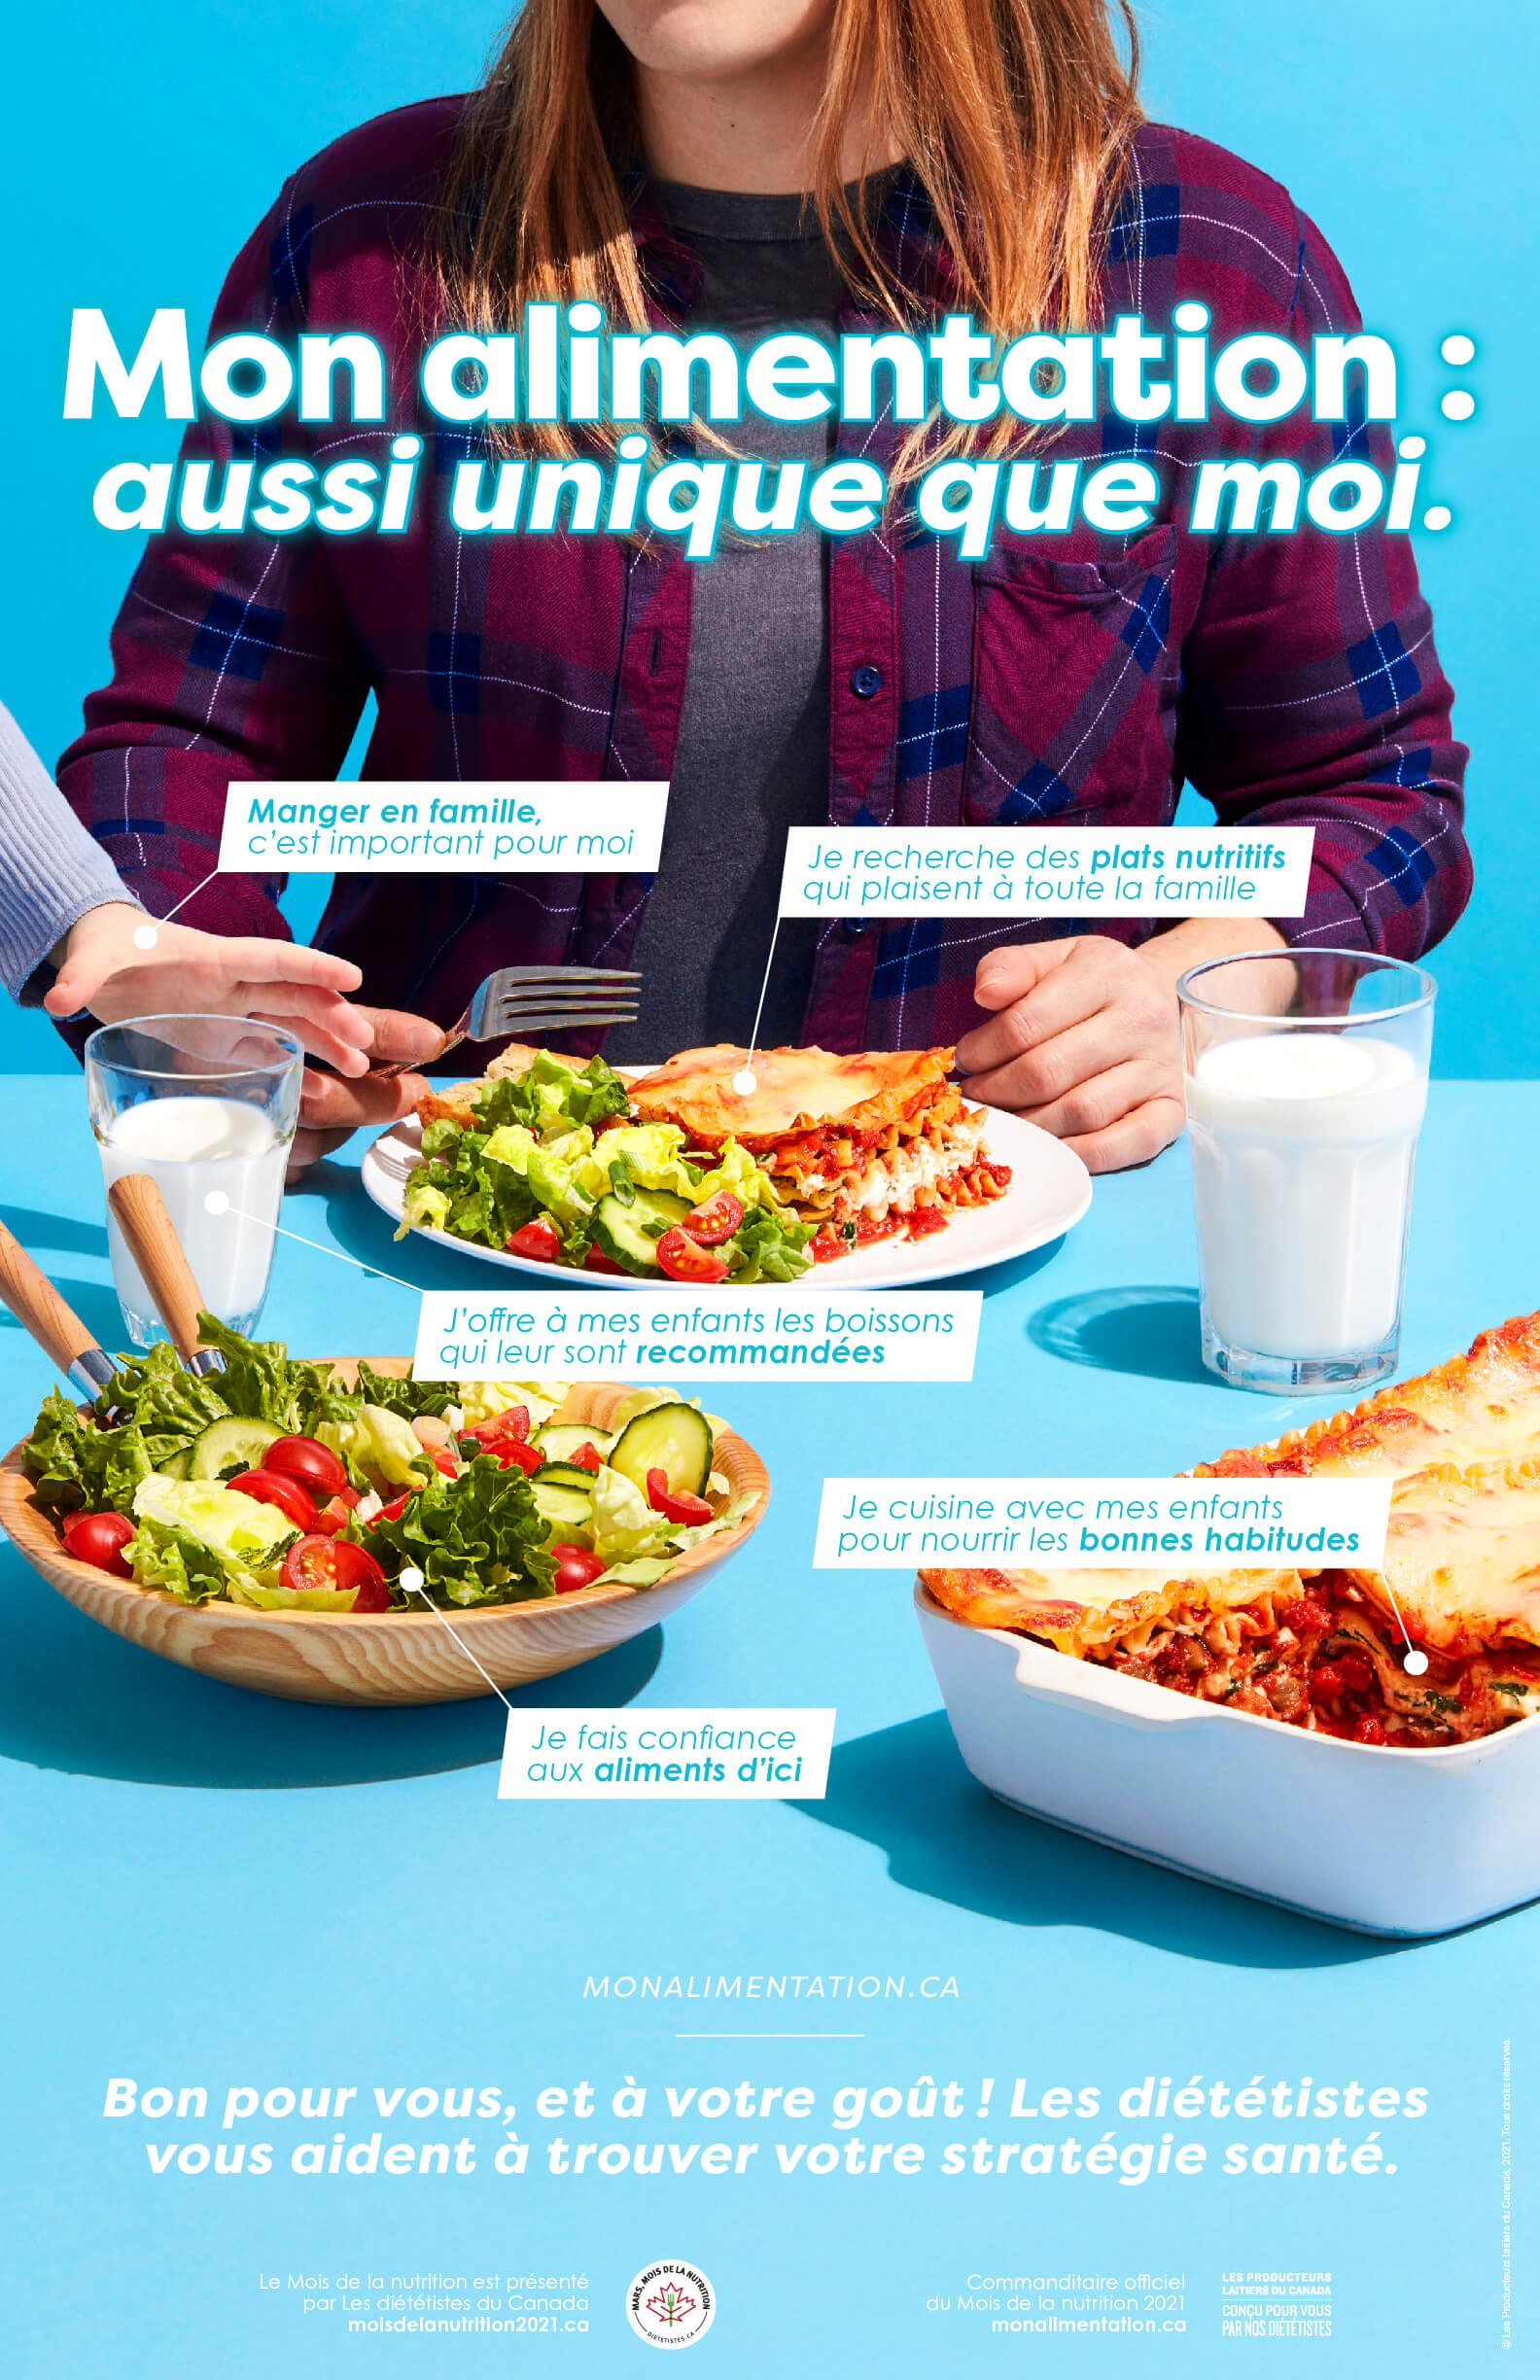 Mon alimentation :
aussi unique que moi.
Manger en famille,
c'est important pour moi
Je recherche des plats nutritifs
qui plaisent à toute la famille
J'offre à mes enfants les boissons
qui leur sont recommandées
Je cuisine avec mes enfants
pour nourrir les bonnes habitudes
Je fais confiance
aux aliments d'ici
MONALIMENTATION.CA
Bon pour vous, et à votre goût ! Les diététistes
vous aident à trouver votre stratégie santé.
Le Mois de la nutrition est présenté
par Les diététistes du Canada
moisdelanutrition2021.ca
MARS, MOIS DE LA NUTRITION
DIETETISTES.CA
Commanditaire officiel
du Mois de la nutrition 2021
monalimentation.ca
LES PRODUCTEURS
LAITIERS DU CANADA
CONÇU POUR VOUS
PAR NOS DIÉTÉTISTES
© Les Producteurs laitiers du Canada, 2021. Tous droits réservés.